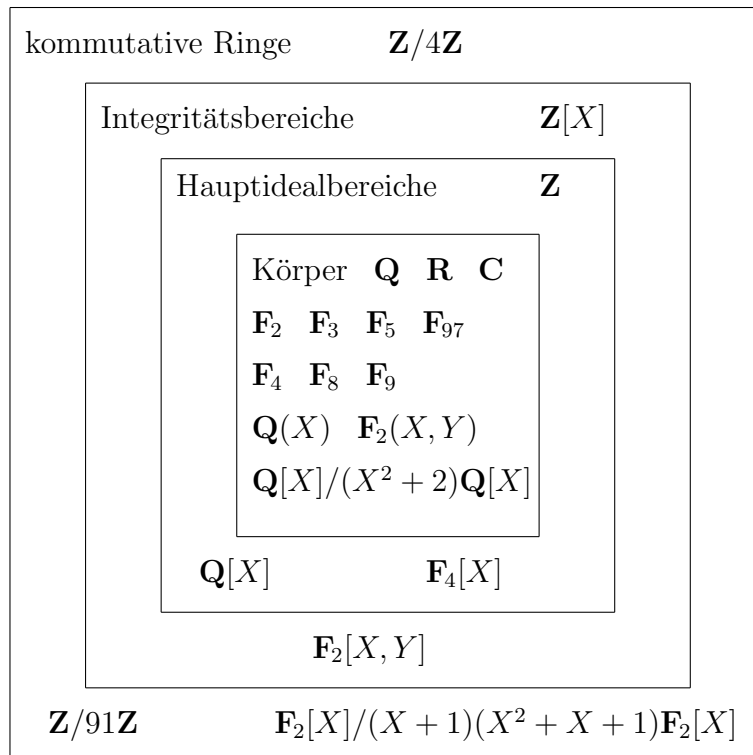 kommutative Ringe Z/4Z
Integritätsbereiche Z[X]
Hauptidealbereiche Z
Körper Q R C
F₂ F₃ F₅ F₉₇
F₄ F₈ F₉
Q(X) F₂(X, Y)
Q[X]/(X² + 2)Q[X]
Q[X] F₄[X]
F₂[X, Y]
Z/91Z F₂[X]/(X + 1)(X² + X + 1)F₂[X]